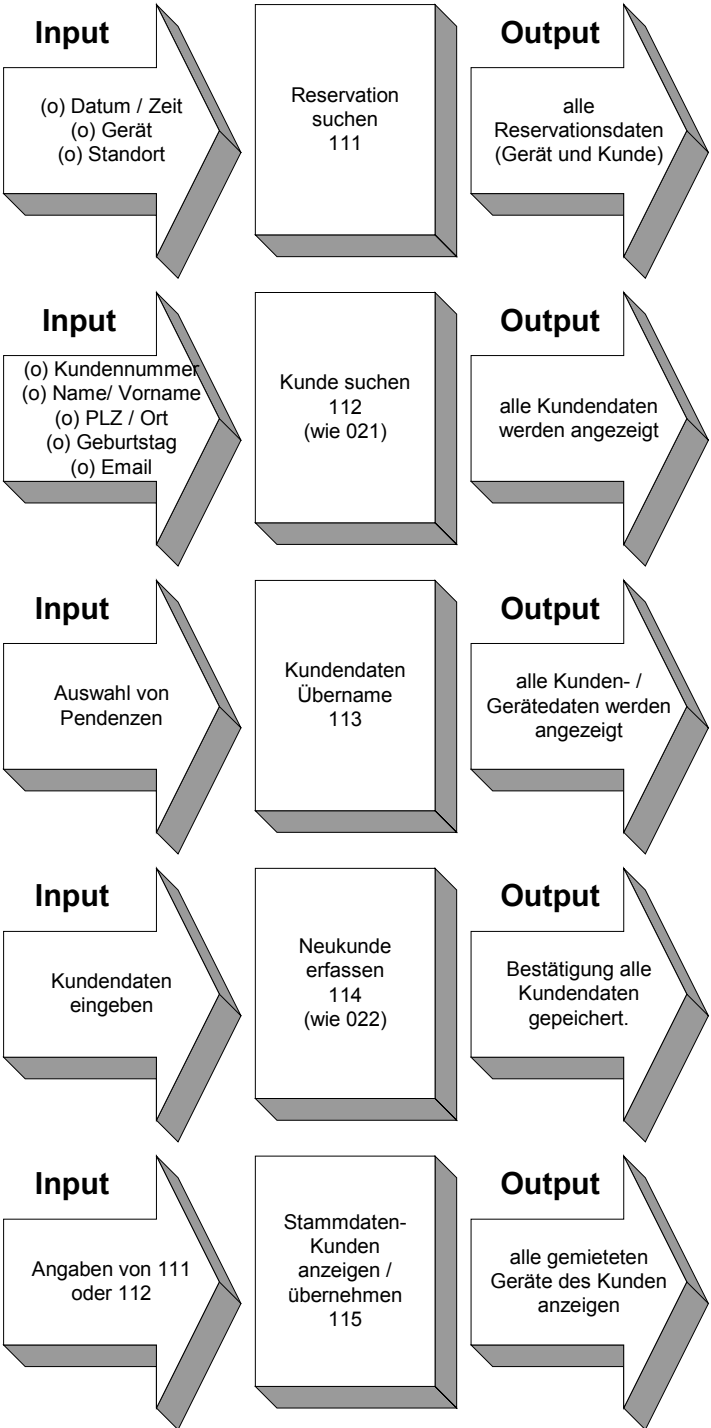 Input
(o) Datum / Zeit
(o) Gerät
(o) Standort
Reservation
suchen
111
Output
alle
Reservationsdaten
(Gerät und Kunde)
Input
(o) Kundennummer
(o) Name/ Vorname
(o) PLZ / Ort
(o) Geburtstag
(o) Email
Kunde suchen
112
(wie 021)
Output
alle Kundendaten
werden angezeigt
Input
Auswahl von
Pendenzen
Kundendaten
Übername
113
Output
alle Kunden- /
Gerätedaten werden
angezeigt
Input
Kundendaten
eingeben
Neukunde
erfassen
114
(wie 022)
Output
Bestätigung alle
Kundendaten
gepeichert.
Input
Angaben von 111
oder 112
Stammdaten-
Kunden
anzeigen /
übernehmen
115
Output
alle gemieteten
Geräte des Kunden
anzeigen